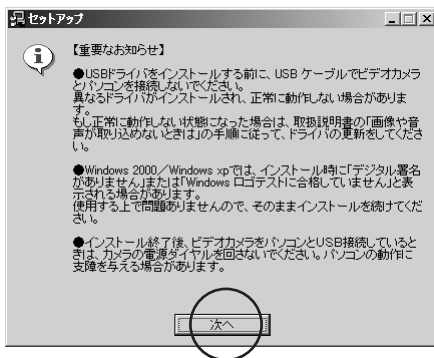 セットアップ
【重要なお知らせ】
●USBドライバをインストールする前に、USB ケーブルでビデオカメラ
とパソコンを接続しないでください。
異なるドライバがインストールされ、正常に動作しない場合がありま
す。
もし正常に動作しない状態になった場合は、取扱説明書の「画像や音
声が取り込めないときは」の手順に従って、ドライバの更新をしてくださ
い。
●Windows 2000／Windows xpでは、インストール時に「デジタル署名
がありません」または「Windows ロゴテストに合格していません」と表
示される場合があります。
使用する上で問題ありませんので、そのままインストールを続けてくだ
さい。
●インストール終了後、ビデオカメラをパソコンとUSB接続していると
きは、カメラの電源ダイヤルを回さないでください。パソコンの動作に
支障を与える場合があります。
次へ